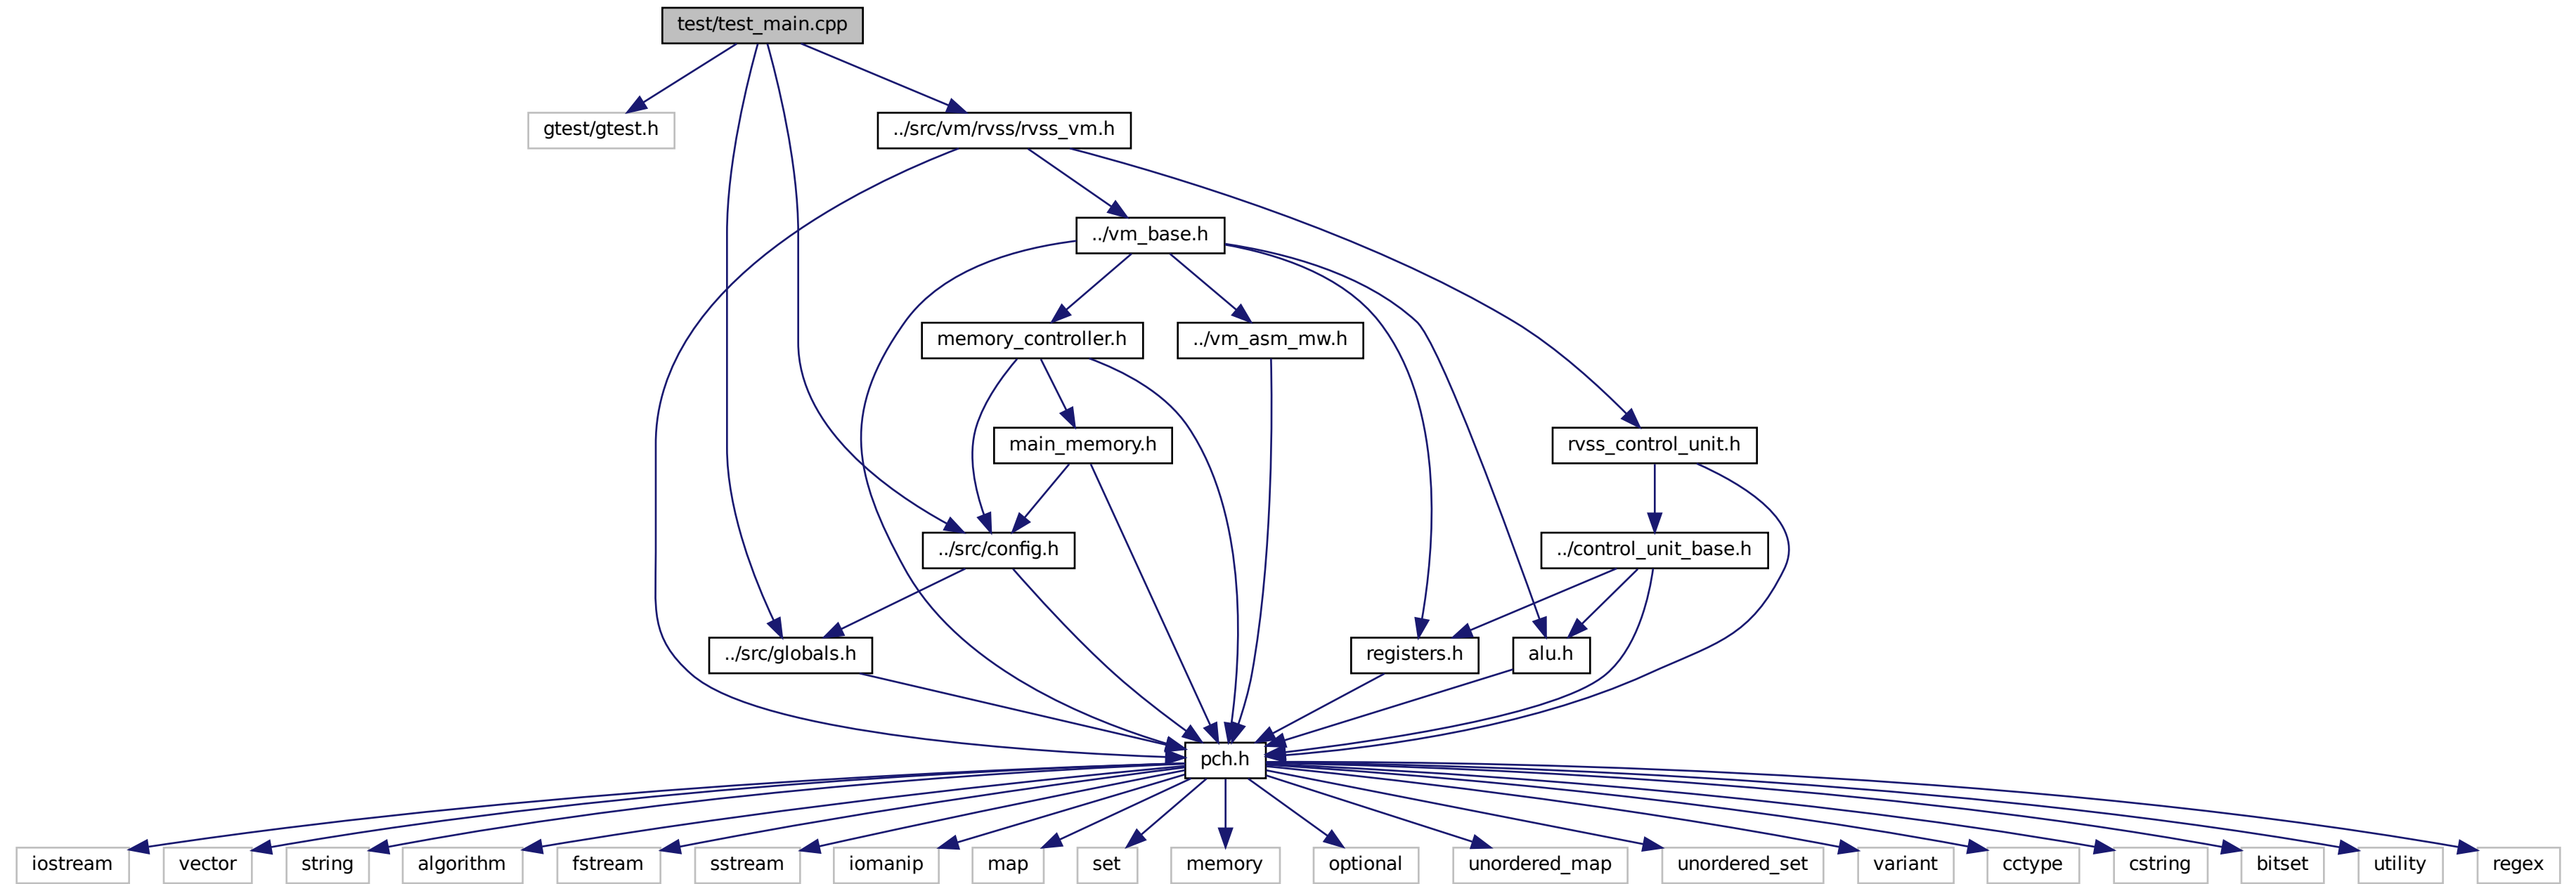 test/test_main.cpp
gtest/gtest.h
../src/vm/rvss/rvss_vm.h
../vm_base.h
memory_controller.h
../vm_asm_mw.h
main_memory.h
rvss_control_unit.h
../src/config.h
../control_unit_base.h
../src/globals.h
registers.h
alu.h
pch.h
iostream
vector
string
algorithm
fstream
sstream
iomanip
map
set
memory
optional
unordered_map
unordered_set
variant
cctype
cstring
bitset
utility
regex